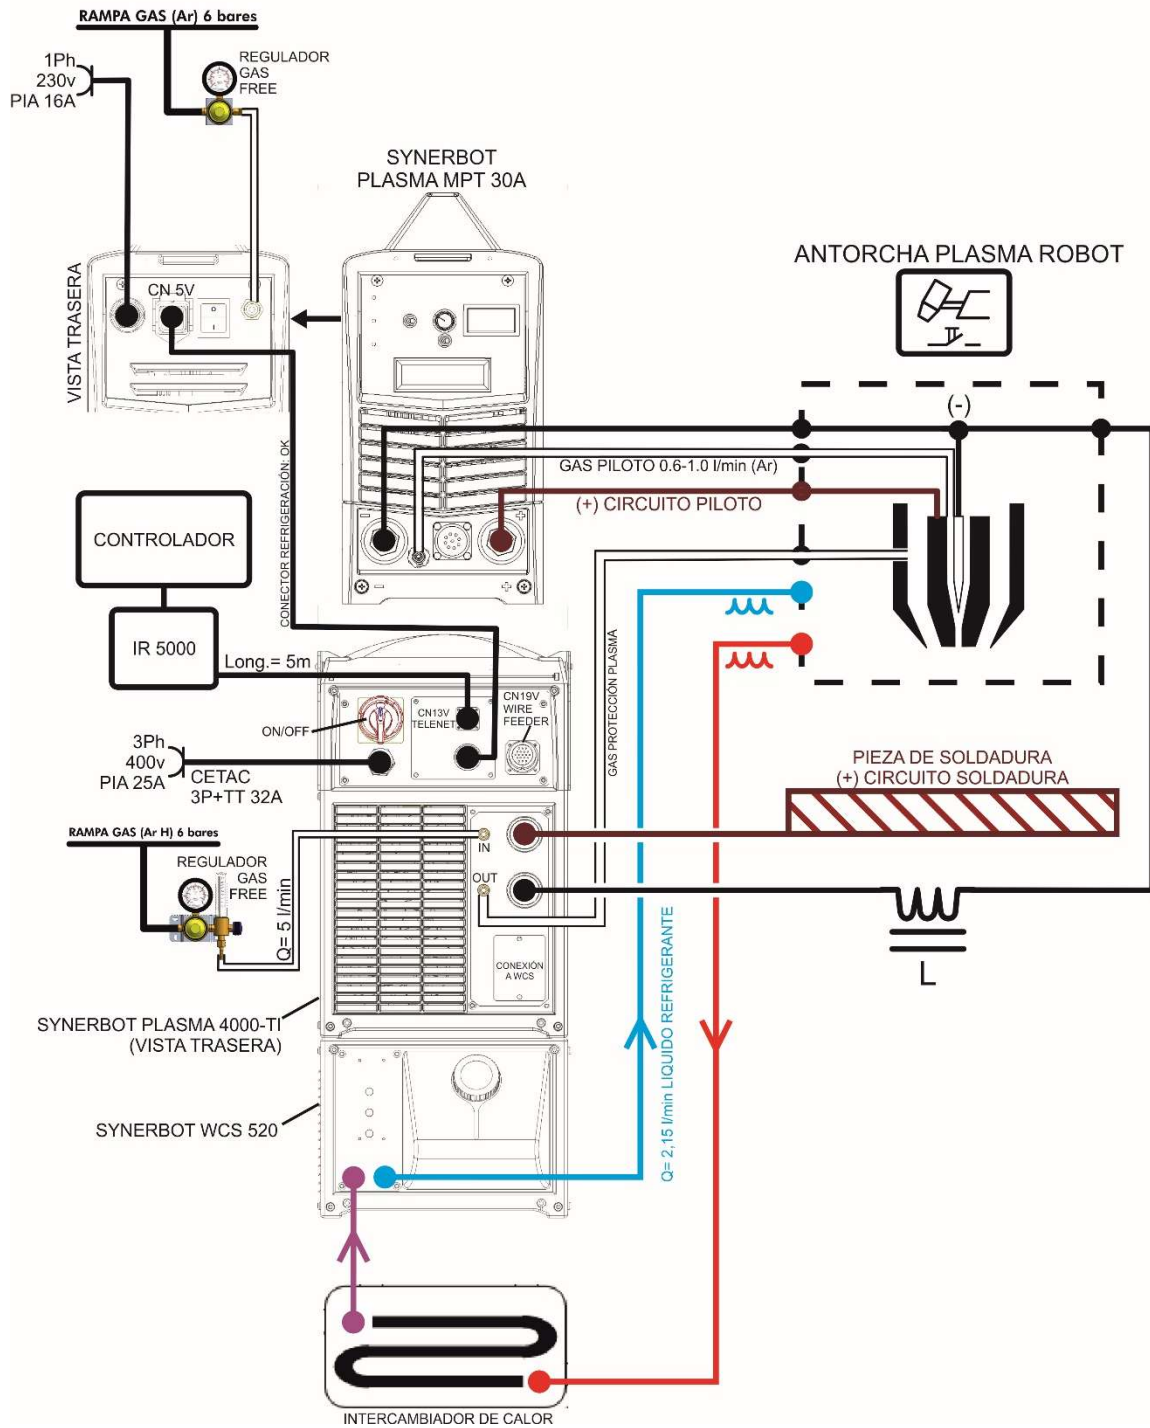 RAMPA GAS (Ar) 6 bares
1Ph
230v
PIA 16A
REGULADOR
GAS
FREE
SYNERBOT
PLASMA MPT 30A
ANTORCHA PLASMA ROBOT
VISTA TRASERA
CN 5V
(-)
GAS PILOTO 0.6-1.0 l/min (Ar)
(+) CIRCUITO PILOTO
CONECTOR REFRIGERACIÓN: OK
CONTROLADOR
IR 5000
Long.= 5m
GAS PROTECCIÓN PLASMA
ON/OFF
CN13V
TELENET
CN19V
WIRE
FEEDER
3Ph
400v
PIA 25A
CETAC
3P+TT 32A
PIEZA DE SOLDADURA
(+) CIRCUITO SOLDADURA
RAMPA GAS (Ar H) 6 bares
REGULADOR
GAS
FREE
Q= 5 l/min
IN
OUT
CONEXIÓN
A WCS
L
Q= 2,15 l/min LIQUIDO REFRIGERANTE
SYNERBOT PLASMA 4000-TI
(VISTA TRASERA)
SYNERBOT WCS 520
INTERCAMBIADOR DE CALOR